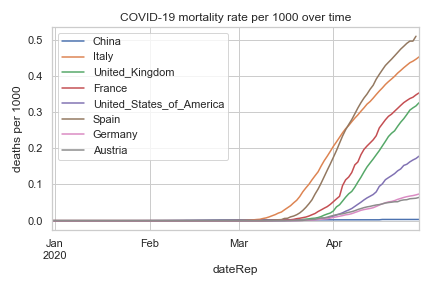 COVID-19 mortality rate per 1000 over time
deaths per 1000
0.5
0.4
0.3
0.2
0.1
0.0
China
Italy
United_Kingdom
France
United_States_of_America
Spain
Germany
Austria
Jan
2020
Feb
Mar
Apr
dateRep